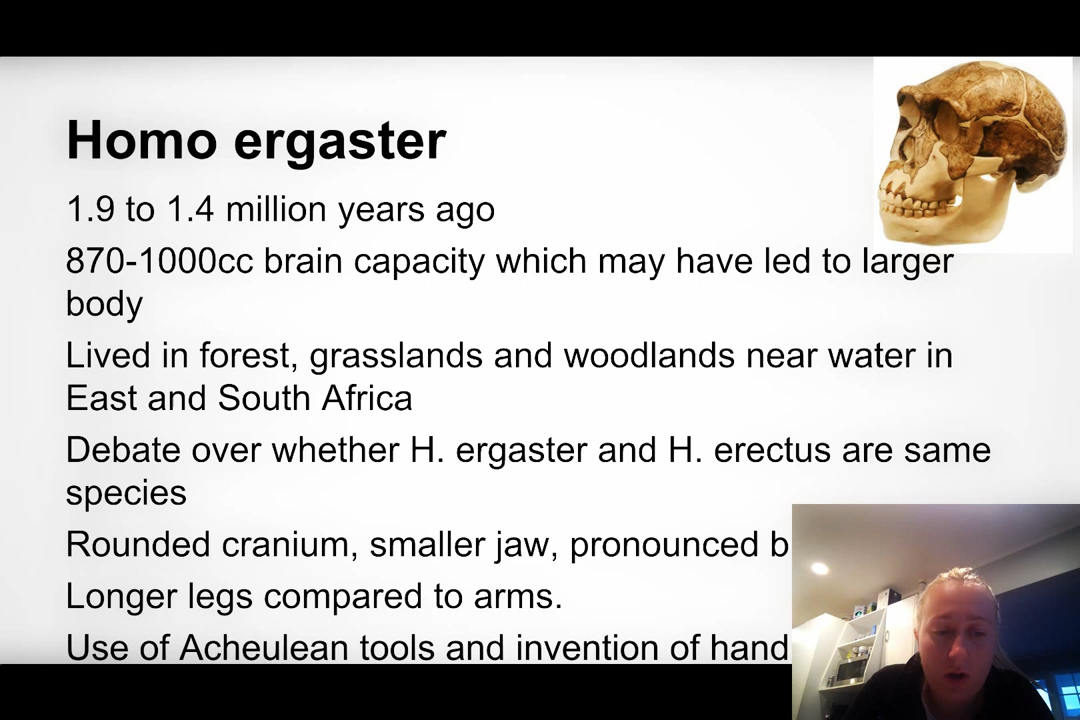 Homo ergaster
1.9 to 1.4 million years ago
870-1000cc brain capacity which may have led to larger
body
Lived in forest, grasslands and woodlands near water in
East and South Africa
Debate over whether H. ergaster and H. erectus are same
species
Rounded cranium, smaller jaw, pronounced
Longer legs compared to arms.
Use of Acheulean tools and invention of hand